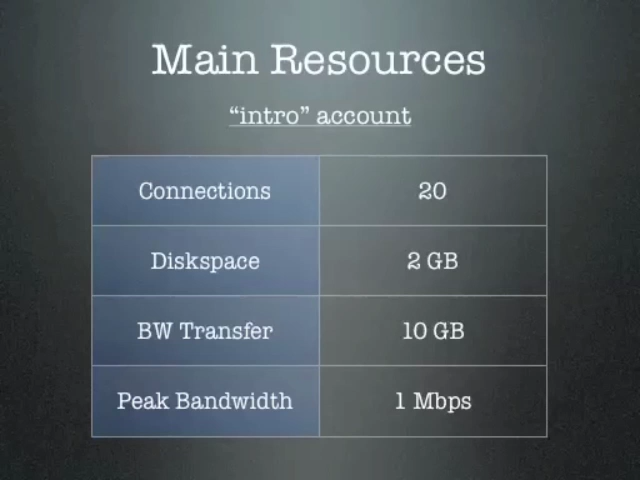 Main Resources
“intro” account
Connections 20
Diskspace 2 GB
BW Transfer 10 GB
Peak Bandwidth 1 Mbps